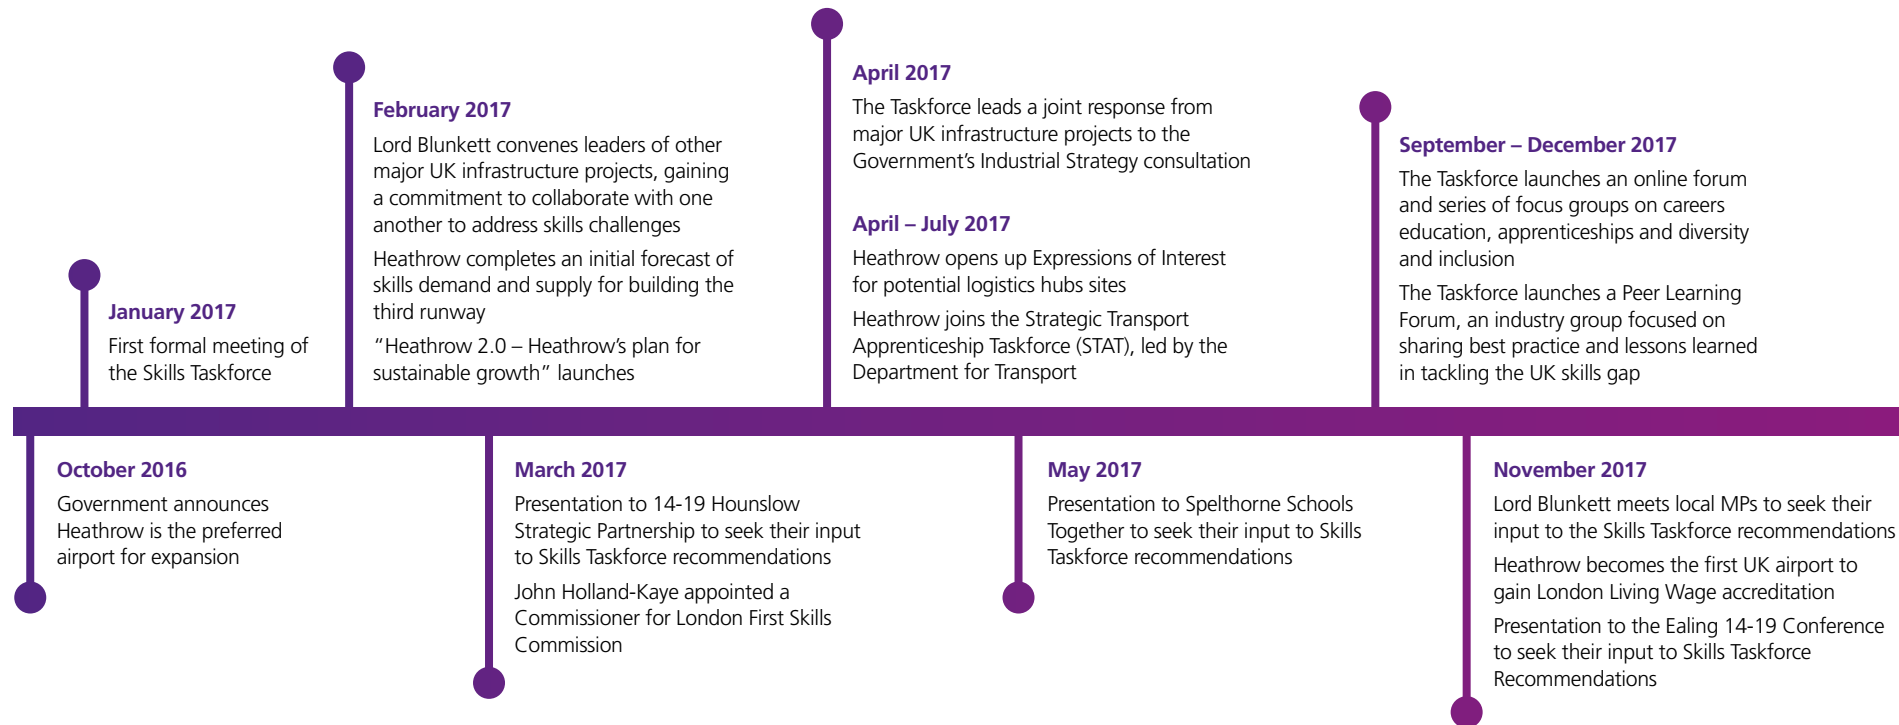 January 2017
First formal meeting of
the Skills Taskforce
February 2017
Lord Blunkett convenes leaders of other
major UK infrastructure projects, gaining
a commitment to collaborate with one
another to address skills challenges
Heathrow completes an initial forecast of
skills demand and supply for building the
third runway
“Heathrow 2.0 – Heathrow’s plan for
sustainable growth” launches
April 2017
The Taskforce leads a joint response from
major UK infrastructure projects to the
Government’s Industrial Strategy consultation
April – July 2017
Heathrow opens up Expressions of Interest
for potential logistics hubs sites
Heathrow joins the Strategic Transport
Apprenticeship Taskforce (STAT), led by the
Department for Transport
September – December 2017
The Taskforce launches an online forum
and series of focus groups on careers
education, apprenticeships and diversity
and inclusion
The Taskforce launches a Peer Learning
Forum, an industry group focused on
sharing best practice and lessons learned
in tackling the UK skills gap
October 2016
Government announces
Heathrow is the preferred
airport for expansion
March 2017
Presentation to 14-19 Hounslow
Strategic Partnership to seek their input
to Skills Taskforce recommendations
John Holland-Kaye appointed a
Commissioner for London First Skills
Commission
May 2017
Presentation to Spelthorne Schools
Together to seek their input to Skills
Taskforce recommendations
November 2017
Lord Blunkett meets local MPs to seek their
input to the Skills Taskforce recommendations
Heathrow becomes the first UK airport to
gain London Living Wage accreditation
Presentation to the Ealing 14-19 Conference
to seek their input to Skills Taskforce
Recommendations